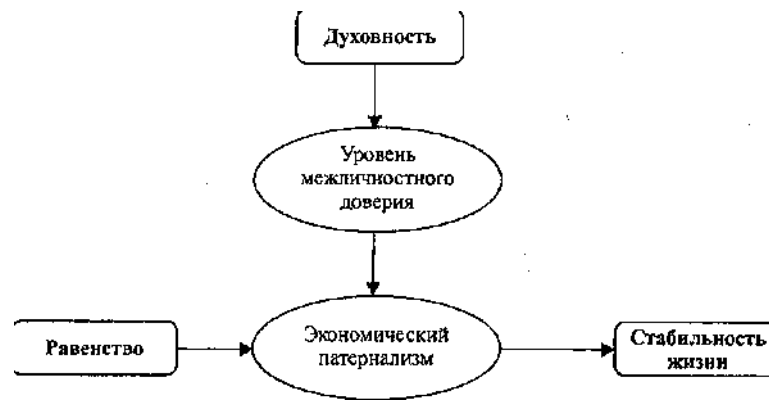 Духовность
Уровень
межличностного
доверия
Равенство
Экономический
патернализм
Стабильность
жизни